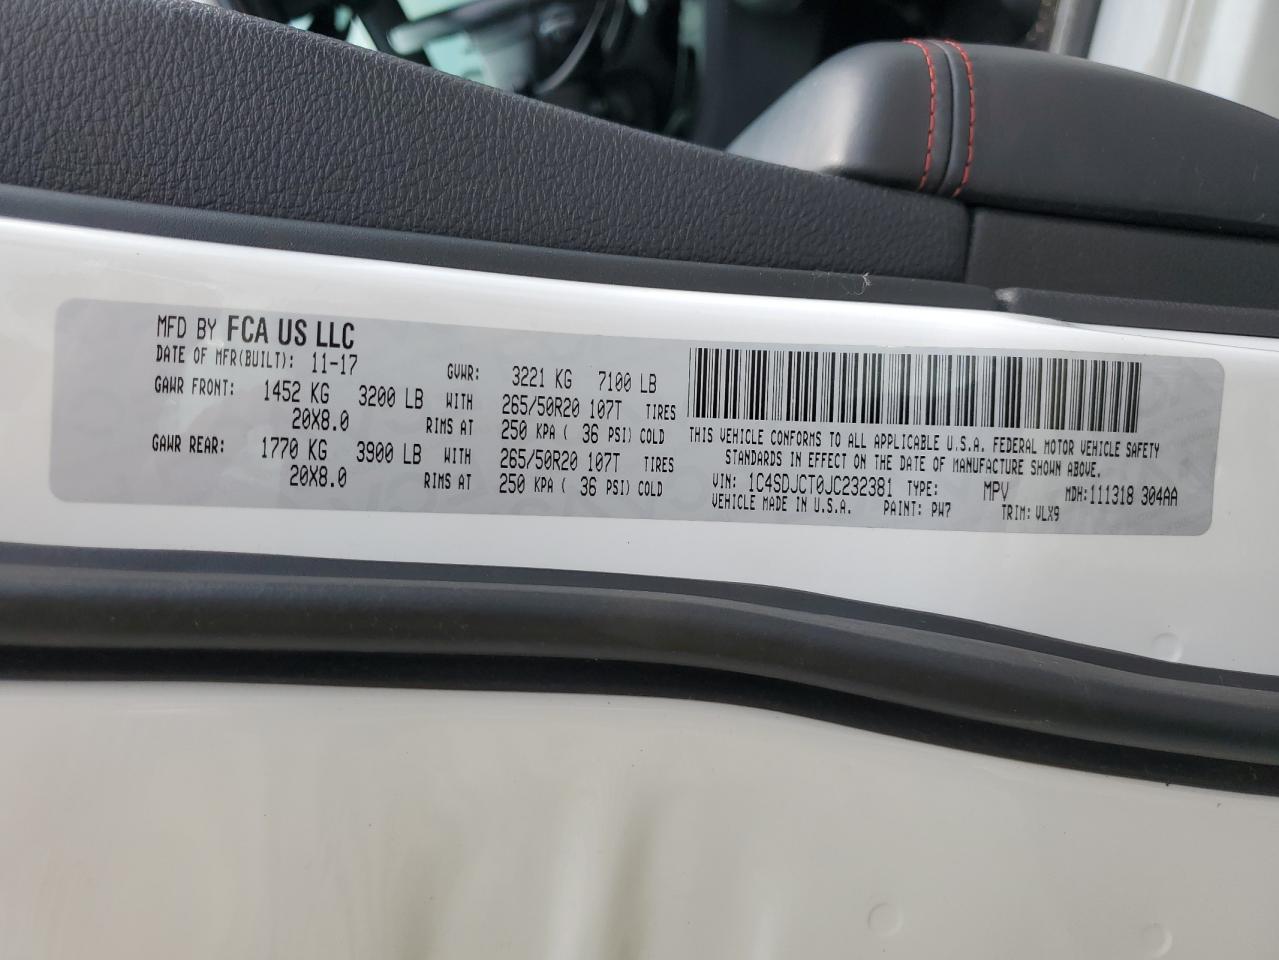 MFD BY FCA US LLC
DATE OF MFR(BUILT): 11-17 GVWR: 3221 KG 7100 LB
GAWR FRONT: 1452 KG 3200 LB WITH 265/50R20 107T TIRES
20X8.0 RIMS AT 250 KPA ( 36 PSI) COLD
GAWR REAR: 1770 KG 3900 LB WITH 265/50R20 107T TIRES
20X8.0 RIMS AT 250 KPA ( 36 PSI) COLD
THIS VEHICLE CONFORMS TO ALL APPLICABLE U.S.A. FEDERAL MOTOR VEHICLE SAFETY
STANDARDS IN EFFECT ON THE DATE OF MANUFACTURE SHOWN ABOVE.
VIN: 1C4SDJCT0JC232381 TYPE: MPV MDH:111318 304AA
VEHICLE MADE IN U.S.A. PAINT: PW7 TRIM: VLX9